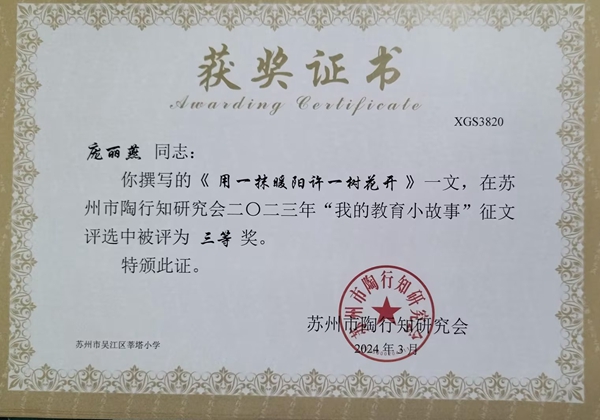 获奖证书
Awarding Certificate
XGS3820
庞丽燕 同志：
你撰写的《 用一抹暖阳许一树花开 》一文，在苏
州市陶行知研究会二〇二三年“我的教育小故事”征文
评选中被评为 三等 奖。
特颁此证。
苏州市陶行知研究会
苏州市陶行知研究会
2024年3月
苏州市吴江区莘塔小学